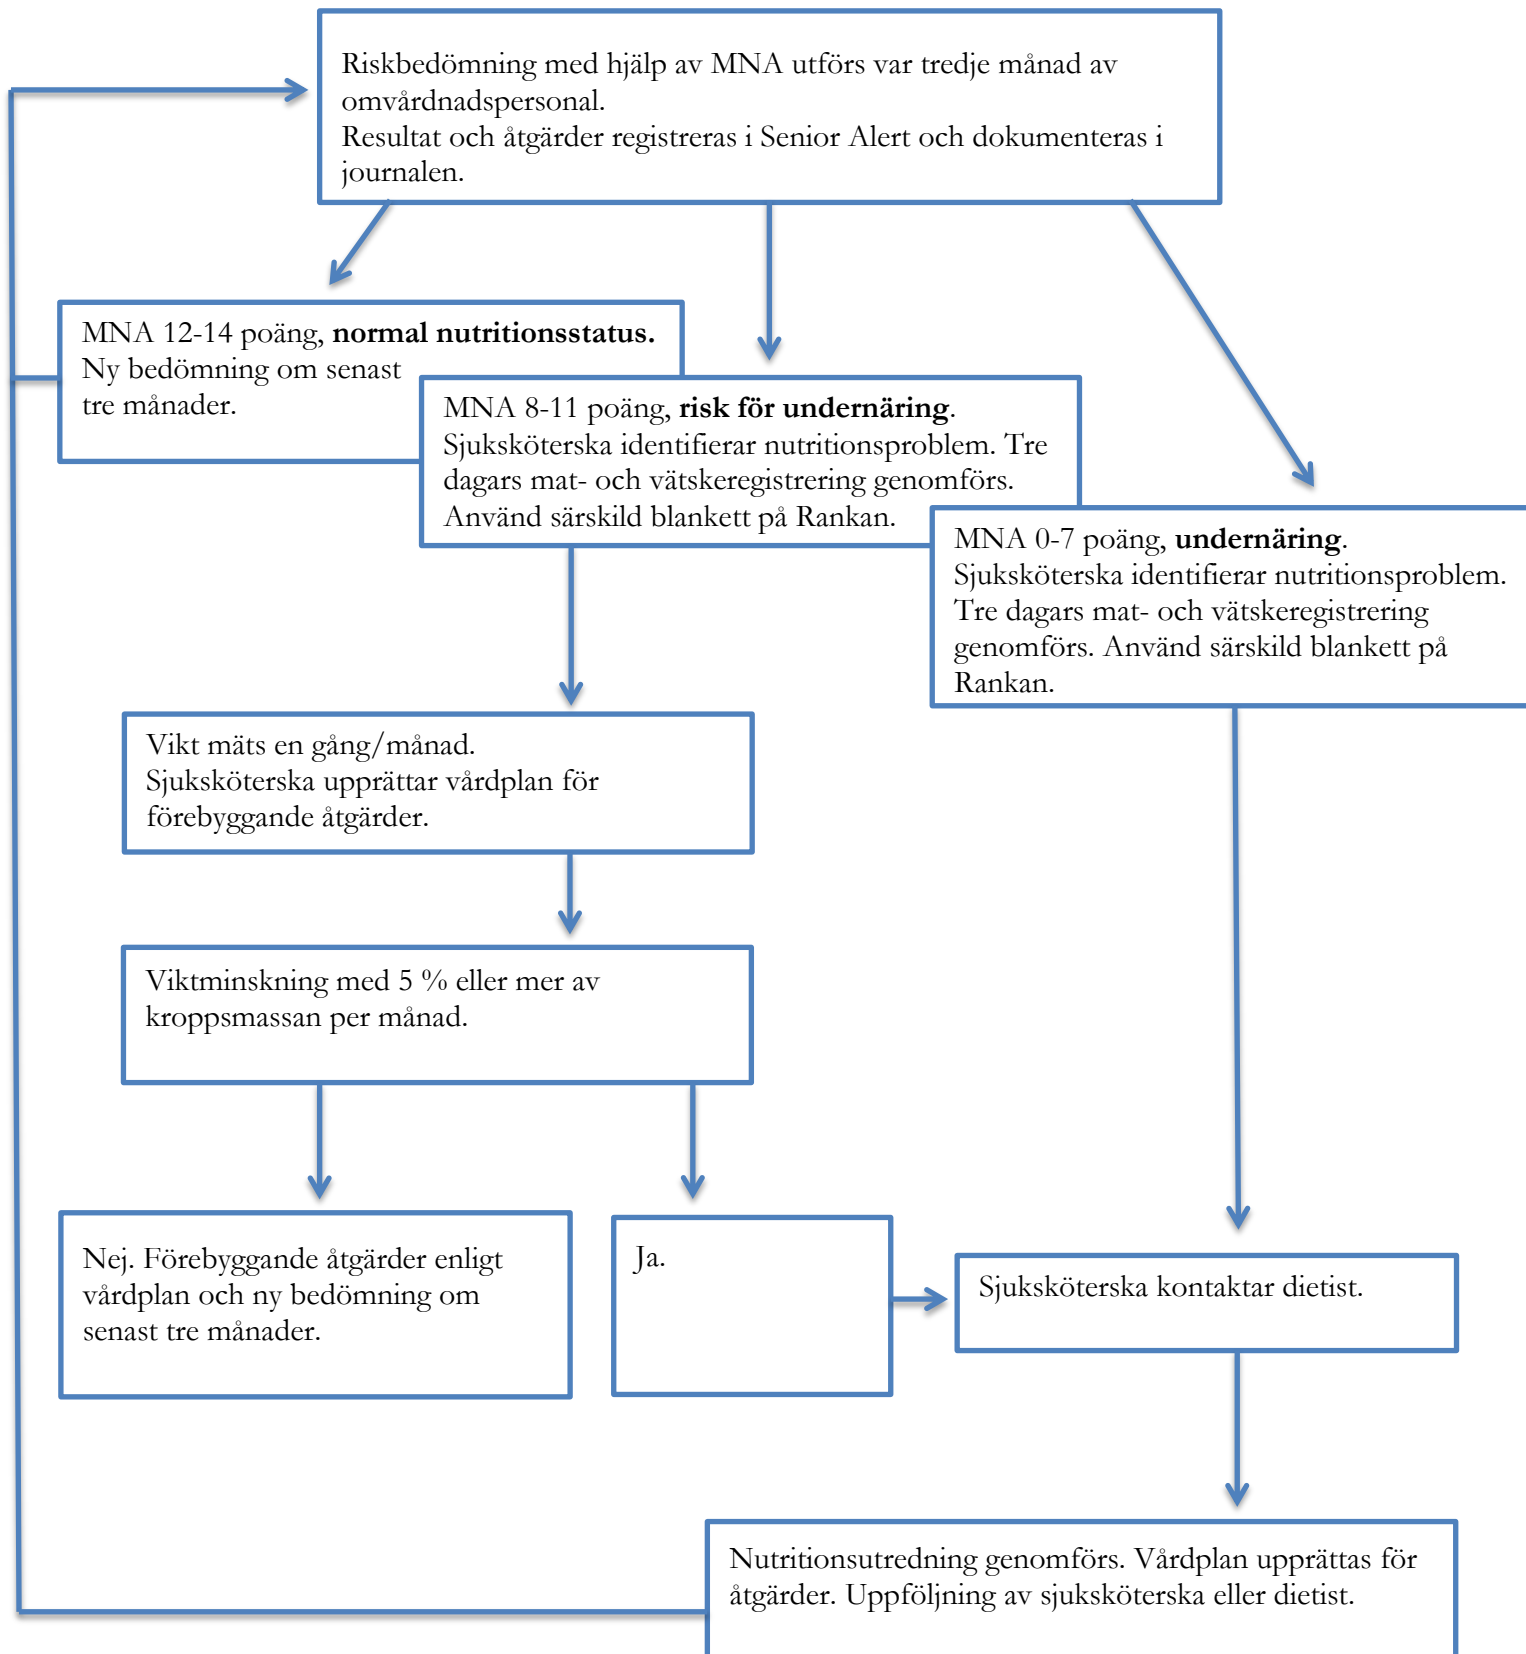 Riskbedömning med hjälp av MNA utförs var tredje månad av
omvårdnadspersonal.
Resultat och åtgärder registreras i Senior Alert och dokumenteras i
journalen.
MNA 12-14 poäng, normal nutritionsstatus.
Ny bedömning om senast
tre månader.
MNA 8-11 poäng, risk för undernäring.
Sjuksköterska identifierar nutritionsproblem. Tre
dagars mat- och vätskeregistrering genomförs.
Använd särskild blankett på Rankan.
MNA 0-7 poäng, undernäring.
Sjuksköterska identifierar nutritionsproblem.
Tre dagars mat- och vätskeregistrering
genomförs. Använd särskild blankett på
Rankan.
Vikt mäts en gång/månad.
Sjuksköterska upprättar vårdplan för
förebyggande åtgärder.
Viktminskning med 5 % eller mer av
kroppsmassan per månad.
Nej. Förebyggande åtgärder enligt
vårdplan och ny bedömning om
senast tre månader.
Ja.
Sjuksköterska kontaktar dietist.
Nutritionsutredning genomförs. Vårdplan upprättas för
åtgärder. Uppföljning av sjuksköterska eller dietist.